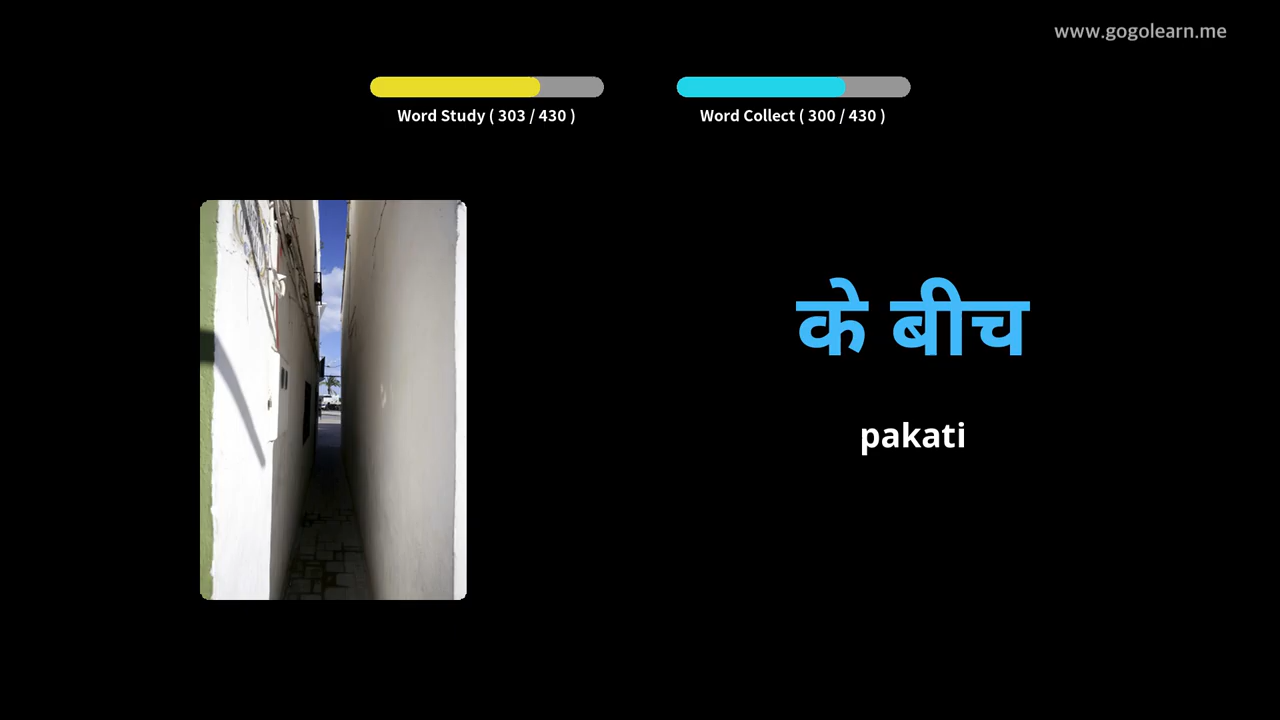 www.gogolearn.me
Word Study ( 303 / 430 )
Word Collect ( 300 / 430 )
के बीच
pakati